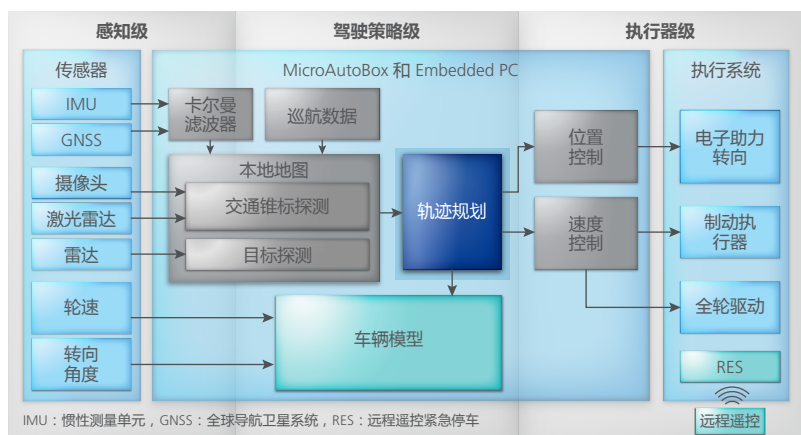 感知级
驾驶策略级
执行器级
传感器
MicroAutoBox 和 Embedded PC
执行系统
IMU
GNSS
摄像头
激光雷达
雷达
轮速
转向
角度
卡尔曼
滤波器
巡航数据
本地地图
交通锥标探测
目标探测
轨迹规划
车辆模型
位置
控制
速度
控制
电子助力
转向
制动执
行器
全轮驱动
RES
远程遥控
IMU：惯性测量单元，GNSS：全球导航卫星系统，RES：远程遥控紧急停车